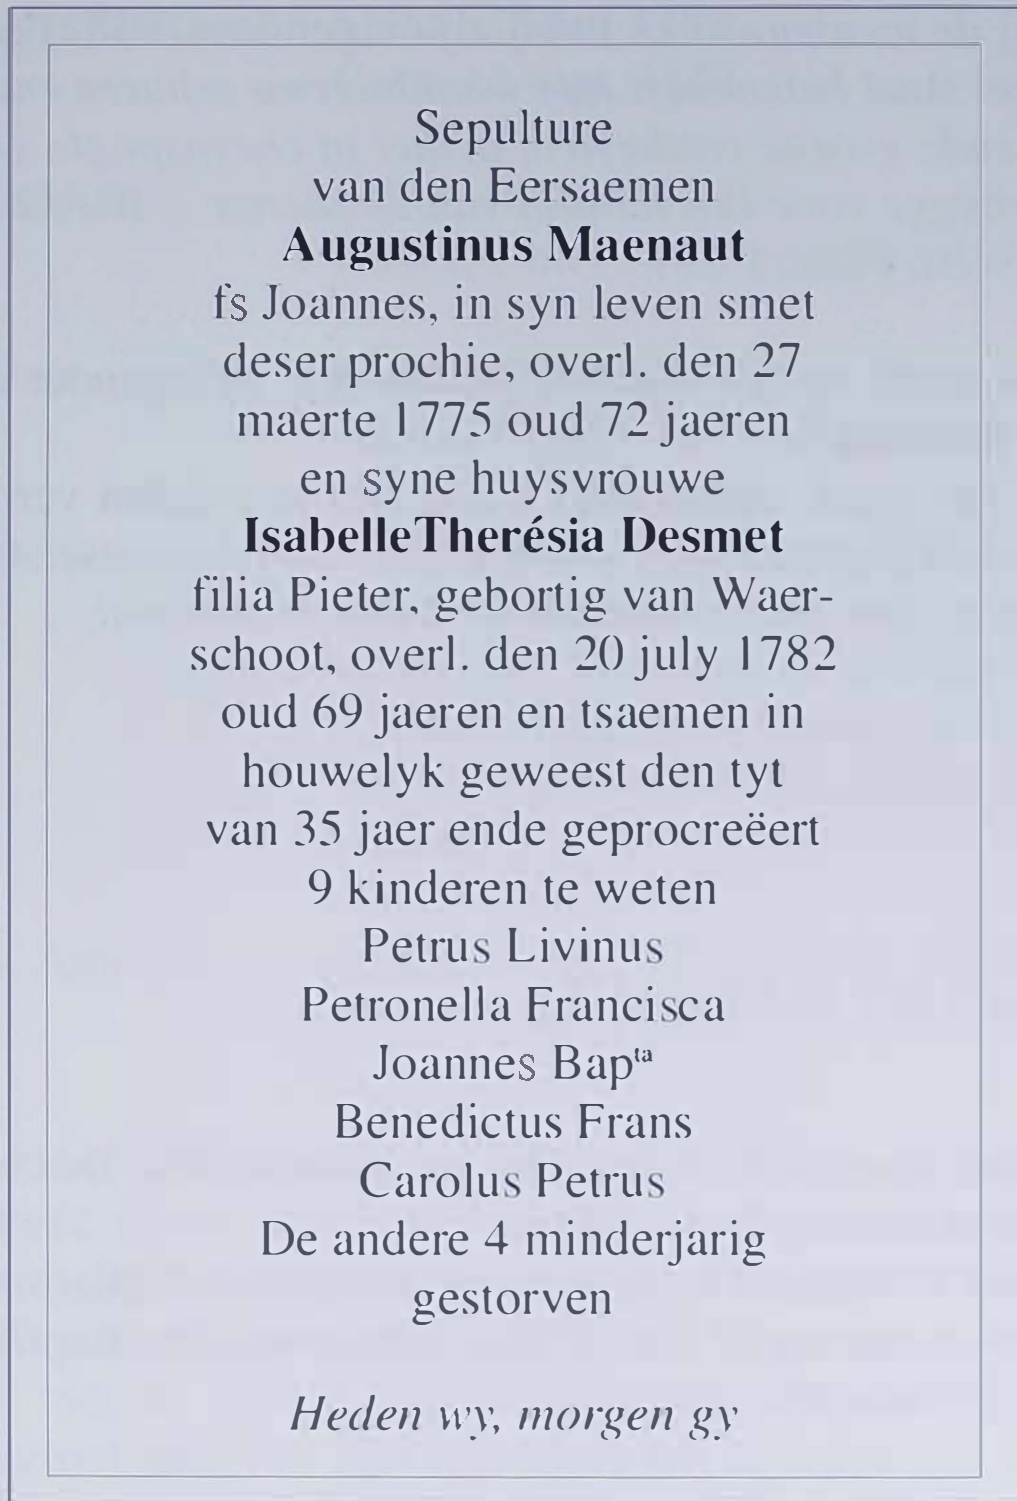 Sepulture
van den Eersaemen
Augustinus Maenaut
fs Joannes, in syn leven smet
deser prochie, overl. den 27
maerte 1775 oud 72 jaeren
en syne huysvrouwe
IsabelleTherésia Desmet
filia Pieter, gebortig van Waer-
schoot, overl. den 20 july 1782
oud 69 jaeren en tsaemen in
houwelyk geweest den tyt
van 35 jaer ende geprocreëert
9 kinderen te weten
Petrus Livinus
Petronella Francisca
Joannes Bapta
Benedictus Frans
Carolus Petrus
De andere 4 minderjarig
gestorven
Heden wy, morgen gy